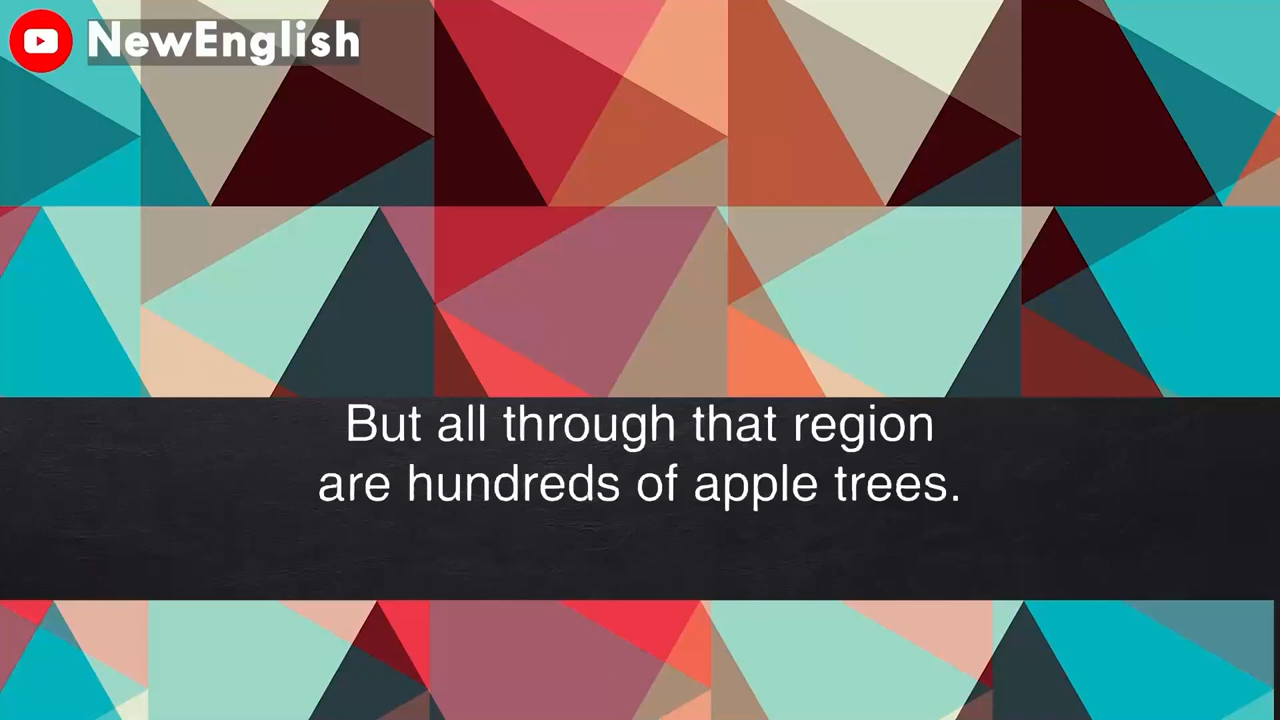 NewEnglish
But all through that region
are hundreds of apple trees.